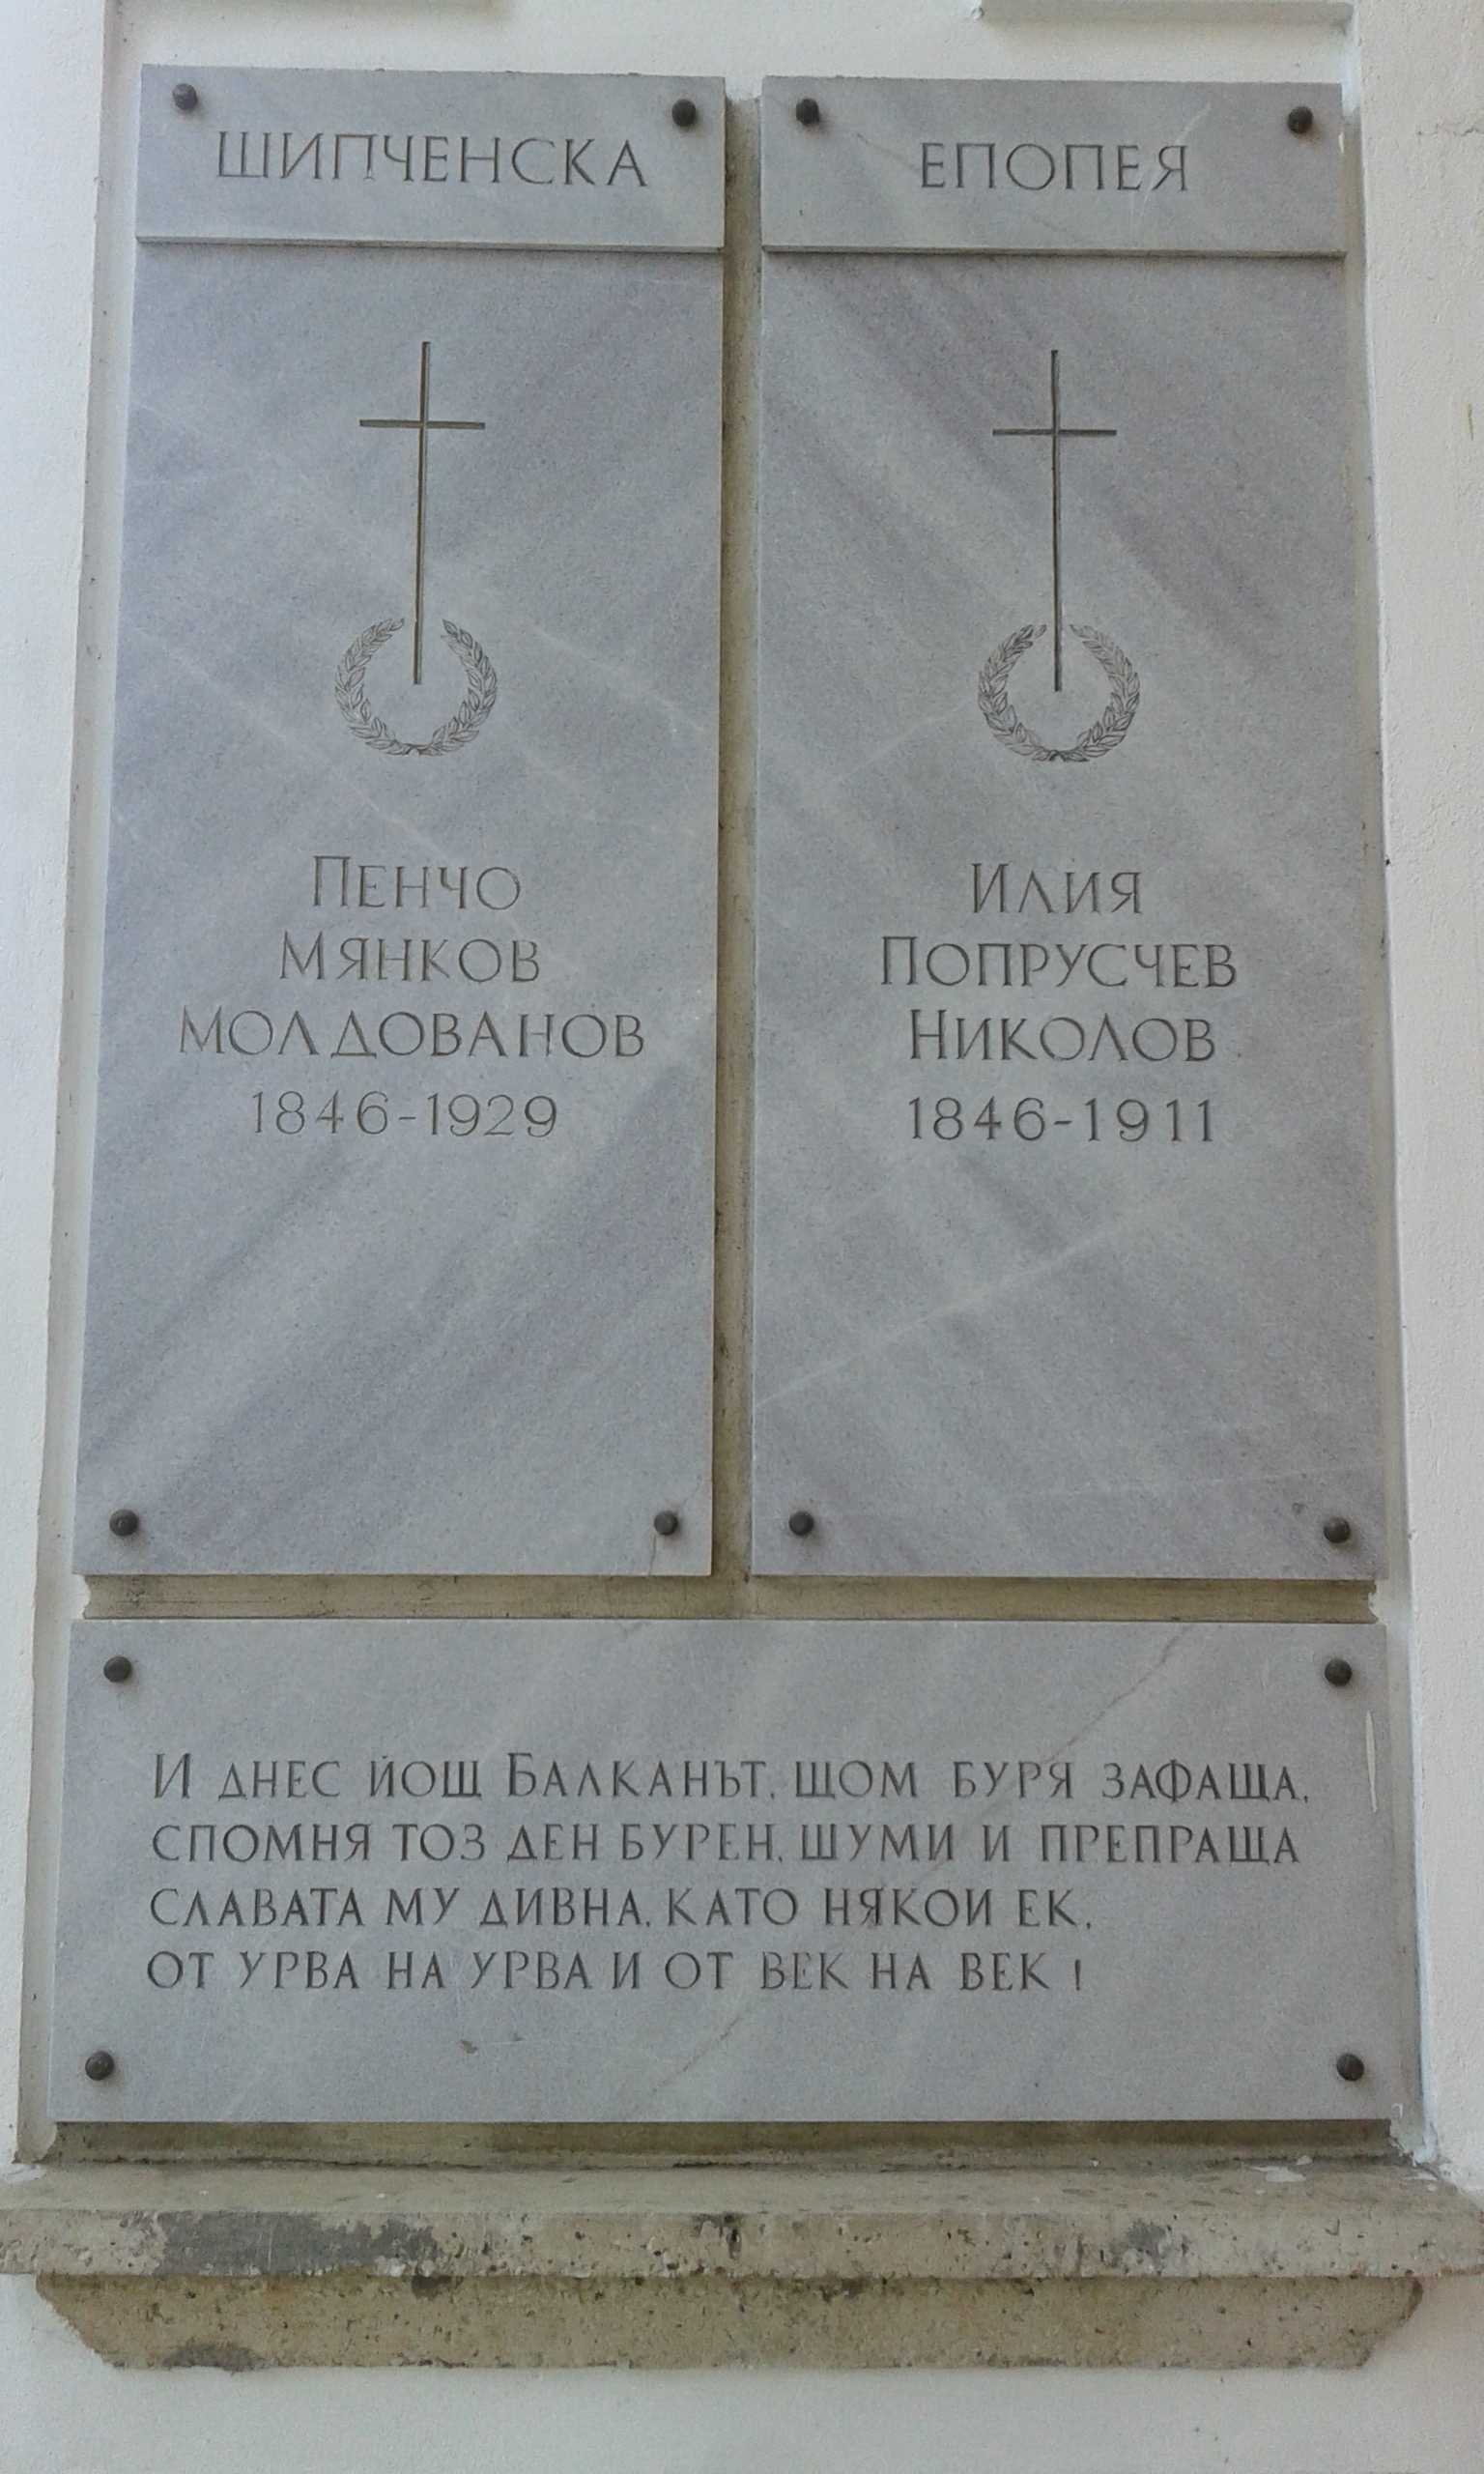 ШИПЧЕНСКА ЕПОПЕЯ
ПЕНЧО
МЯНКОВ
МОЛДОВАНОВ
1846-1929
ИЛИЯ
ПОПРУСЧЕВ
НИКОЛОВ
1846-1911
И ДНЕС ЙОЩ БАЛКАНЪТ, ЩОМ БУРЯ ЗАФАЩА,
СПОМНЯ ТОЗ ДЕН БУРЕН, ШУМИ И ПРЕПРАЩА
СЛАВАТА МУ ДИВНА, КАТО НЯКОИ ЕК,
ОТ УРВА НА УРВА И ОТ ВЕК НА ВЕК!